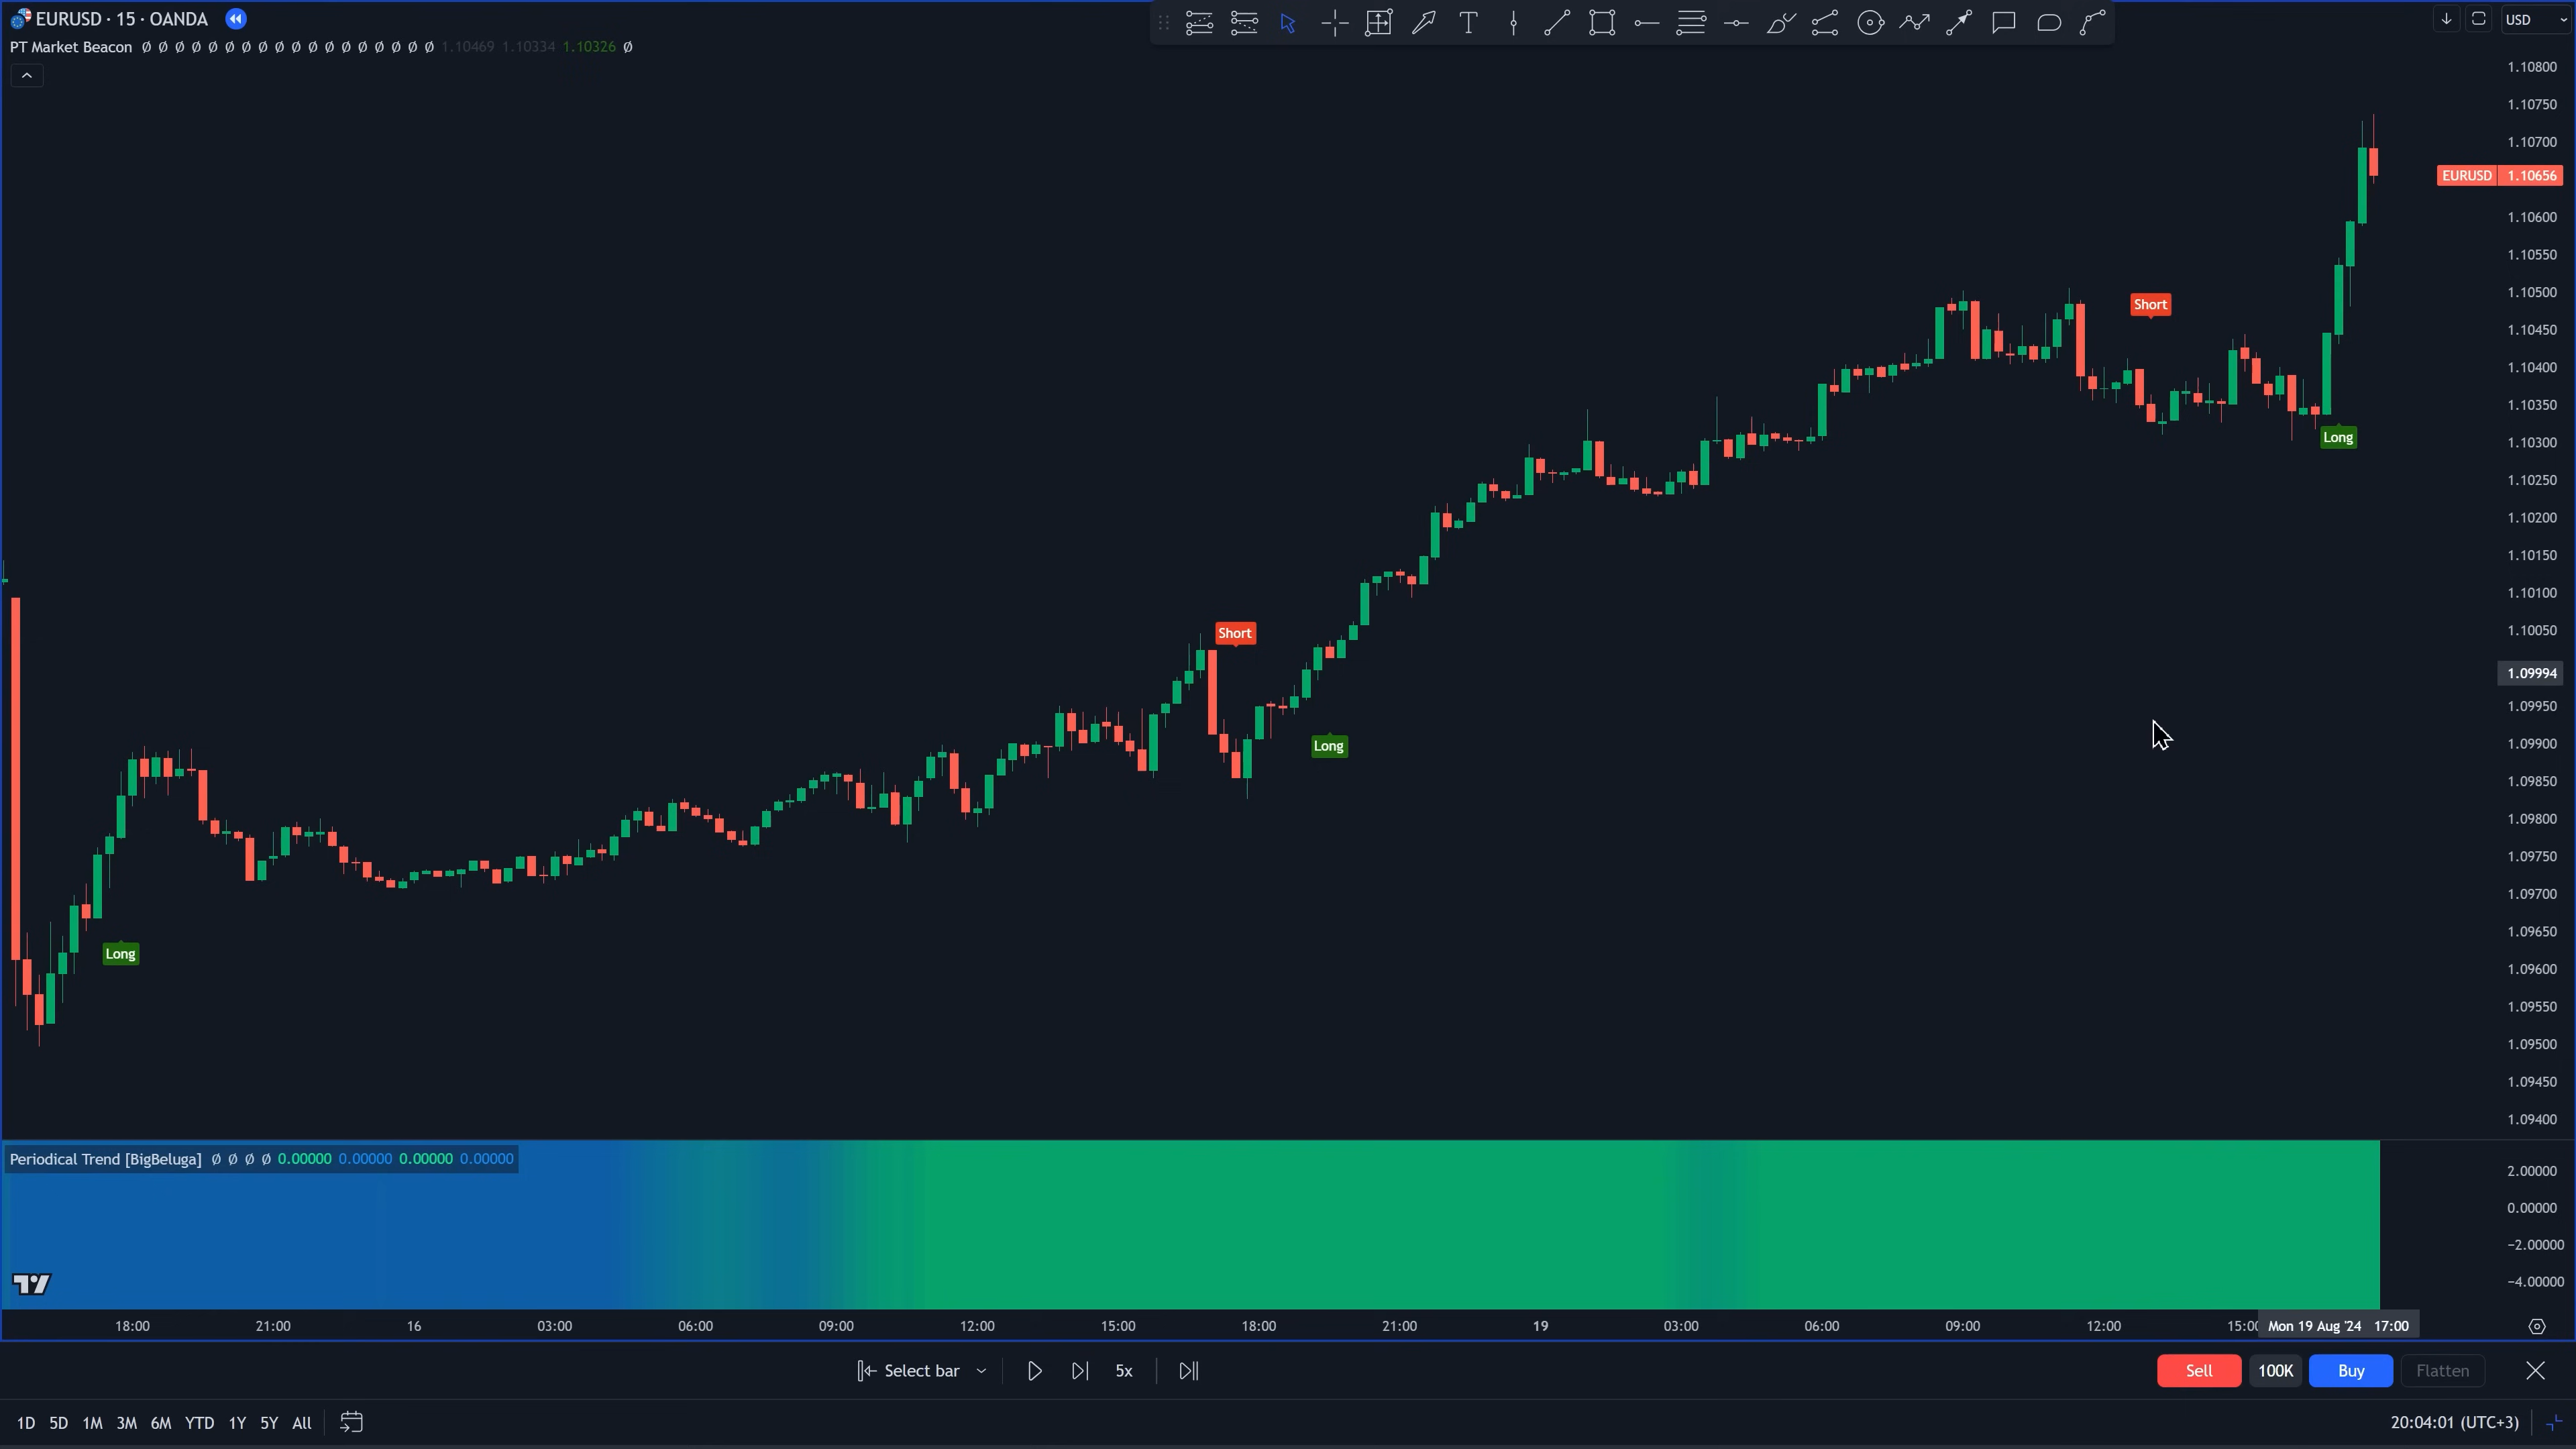 EURUSD · 15 · OANDA
USD
PT Market Beacon Ø Ø Ø Ø Ø Ø Ø Ø Ø Ø Ø Ø Ø Ø Ø Ø Ø Ø 1.10469 1.10334 1.10326 Ø
1.10800
1.10750
1.10700
EURUSD 1.10656
1.10600
1.10550
1.10500
Short
1.10450
1.10400
1.10350
Long
1.10300
1.10250
1.10200
1.10150
1.10100
Short
1.10050
1.09994
1.09950
Long
1.09900
1.09850
1.09800
1.09750
1.09700
1.09650
Long
1.09600
1.09550
1.09500
1.09450
1.09400
Periodical Trend [BigBeluga] Ø Ø Ø Ø 0.00000 0.00000 0.00000 0.00000
2.00000
0.00000
−2.00000
−4.00000
18:00 21:00 16 03:00 06:00 09:00 12:00 15:00 18:00 21:00 19 03:00 06:00 09:00 12:00 15:00 Mon 19 Aug '24 17:00
Select bar 5x Sell 100K Buy Flatten
1D 5D 1M 3M 6M YTD 1Y 5Y All 20:04:01 (UTC+3)